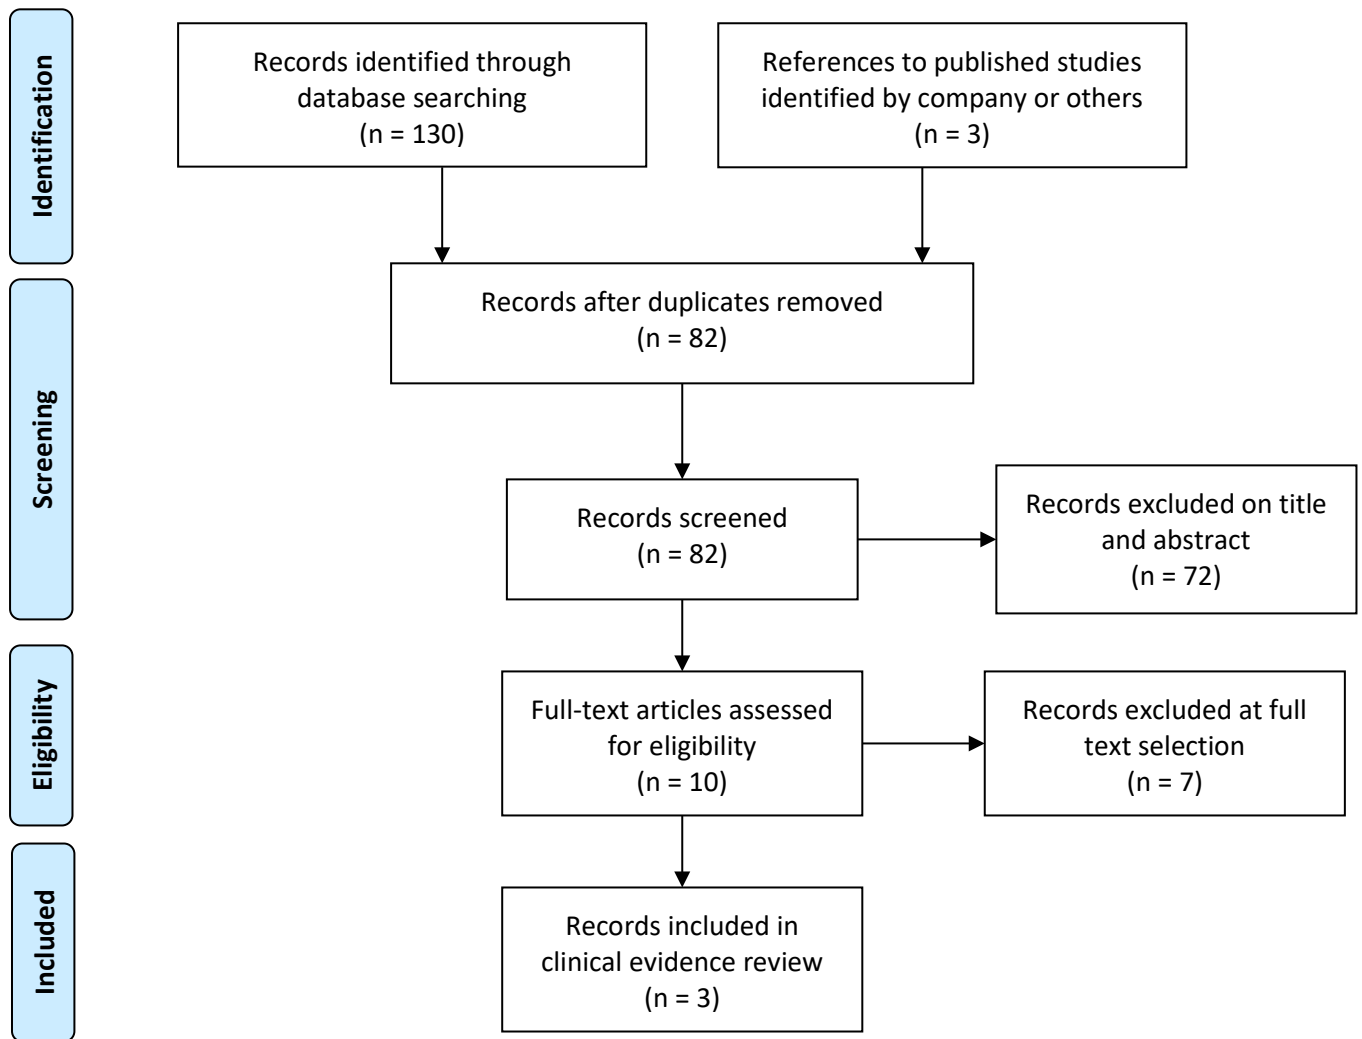 Identification
Records identified through
database searching
(n = 130)
References to published studies
identified by company or others
(n = 3)
Screening
Records after duplicates removed
(n = 82)
Records screened
(n = 82)
Records excluded on title
and abstract
(n = 72)
Eligibility
Full-text articles assessed
for eligibility
(n = 10)
Records excluded at full
text selection
(n = 7)
Included
Records included in
clinical evidence review
(n = 3)